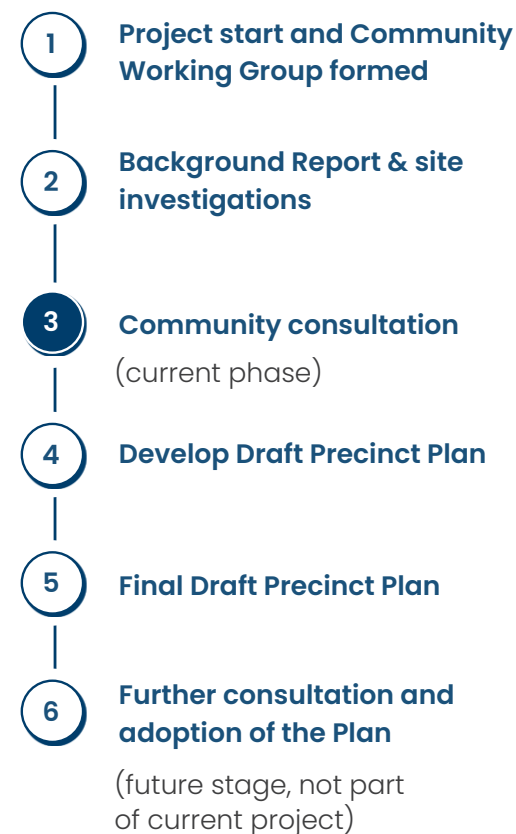 1
Project start and Community
Working Group formed
2
Background Report & site
investigations
3
Community consultation
(current phase)
4
Develop Draft Precinct Plan
5
Final Draft Precinct Plan
6
Further consultation and
adoption of the Plan
(future stage, not part
of current project)